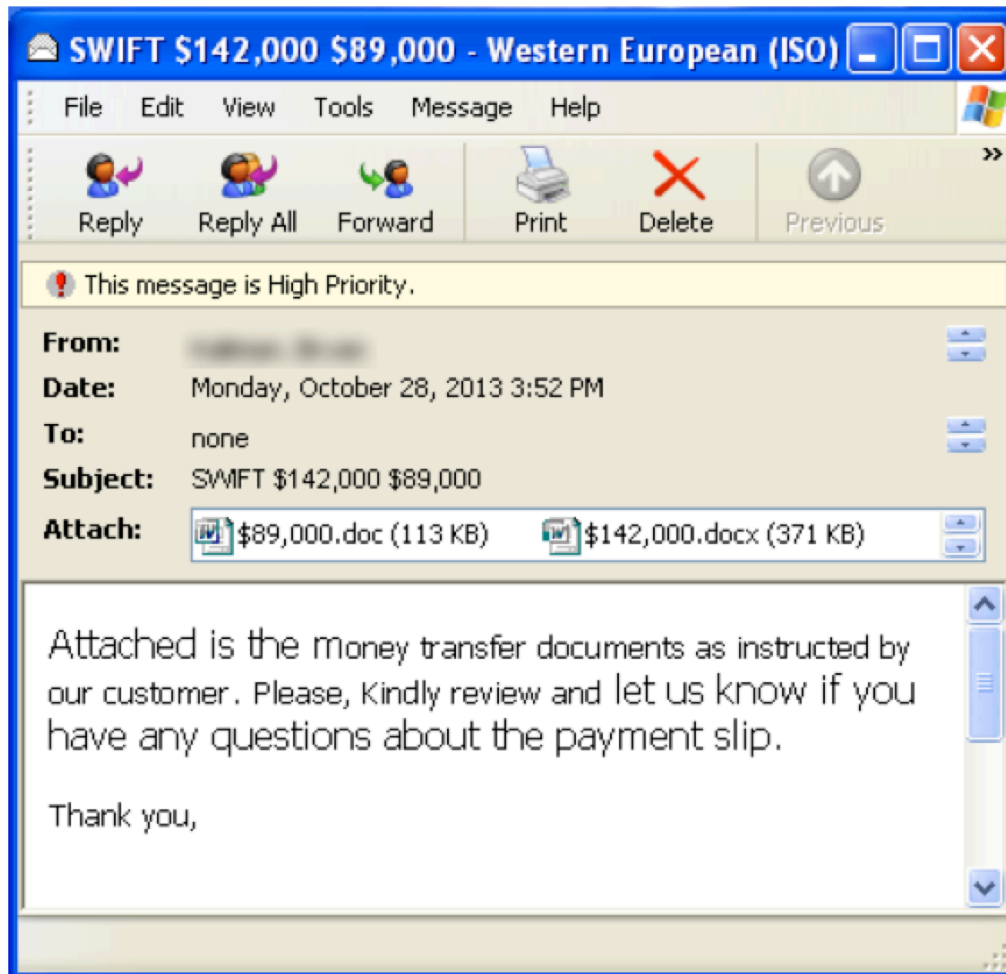 SWIFT $142,000 $89,000 - Western European (ISO)
File Edit View Tools Message Help
Reply Reply All Forward Print Delete Previous »
This message is High Priority.
From:
Date: Monday, October 28, 2013 3:52 PM
To: none
Subject: SWIFT $142,000 $89,000
Attach: $89,000.doc (113 KB) $142,000.docx (371 KB)
Attached is the money transfer documents as instructed by
our customer. Please, Kindly review and let us know if you
have any questions about the payment slip.
Thank you,